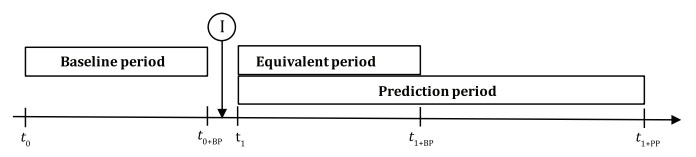 I
Baseline period
Equivalent period
Prediction period
t0 t0+BP t1 t1+BP t1+PP